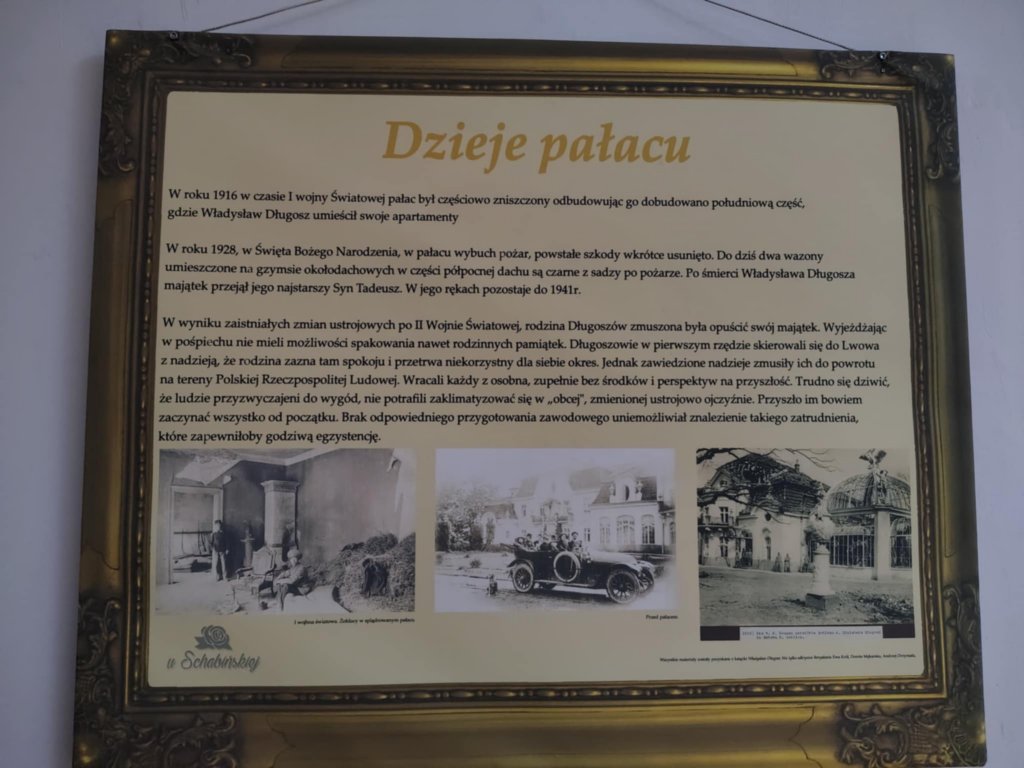 Dzieje pałacu
W roku 1916 w czasie I wojny Światowej pałac był częściowo zniszczony odbudowując go dobudowano południową część,
gdzie Władysław Długosz umieścił swoje apartamenty
W roku 1928, w Święta Bożego Narodzenia, w pałacu wybuch pożar, powstałe szkody wkrótce usunięto. Do dziś dwa wazony
umieszczone na gzymsie okołodachowych w części północnej dachu są czarne z sadzy po pożarze. Po śmierci Władysława Długosza
majątek przejął jego najstarszy Syn Tadeusz. W jego rękach pozostaje do 1941r.
W wyniku zaistniałych zmian ustrojowych po II Wojnie Światowej, rodzina Długoszów zmuszona była opuścić swój majątek. Wyjeżdżając
w pośpiechu nie mieli możliwości spakowania nawet rodzinnych pamiątek. Długoszowie w pierwszym rzędzie skierowali się do Lwowa
z nadzieją, że rodzina zazna tam spokoju i przetrwa niekorzystny dla siebie okres. Jednak zawiedzione nadzieje zmusiły ich do powrotu
na tereny Polskiej Rzeczpospolitej Ludowej. Wracali każdy z osobna, zupełnie bez środków i perspektyw na przyszłość. Trudno się dziwić,
że ludzie przyzwyczajeni do wygód, nie potrafili zaklimatyzować się w „obcej", zmienionej ustrojowo ojczyźnie. Przyszło im bowiem
zaczynać wszystko od początku. Brak odpowiedniego przygotowania zawodowego uniemożliwiał znalezienie takiego zatrudnienia,
które zapewniłoby godziwą egzystencję.
I wojna światowa. Żołnierze w splądrowanym pałacu.
Przed pałacem
u Schabińskiej
Wszystkie materiały zostały pozyskane z książki Władysław Długosz